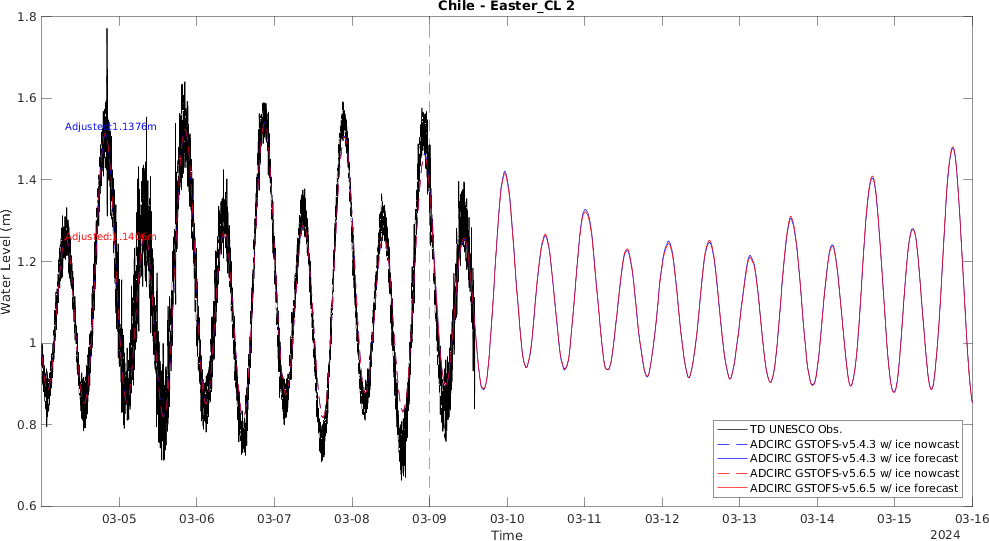 Chile - Easter_CL 2
1.8
1.6
1.4
1.2
1
0.8
0.6
Water Level (m)
Adjusted:1.1376m
TD UNESCO Obs.
ADCIRC GSTOFS-v5.4.3 w/ ice nowcast
ADCIRC GSTOFS-v5.4.3 w/ ice forecast
ADCIRC GSTOFS-v5.6.5 w/ ice nowcast
ADCIRC GSTOFS-v5.6.5 w/ ice forecast
03-05 03-06 03-07 03-08 03-09 03-10 03-11 03-12 03-13 03-14 03-15 03-16
Time
2024